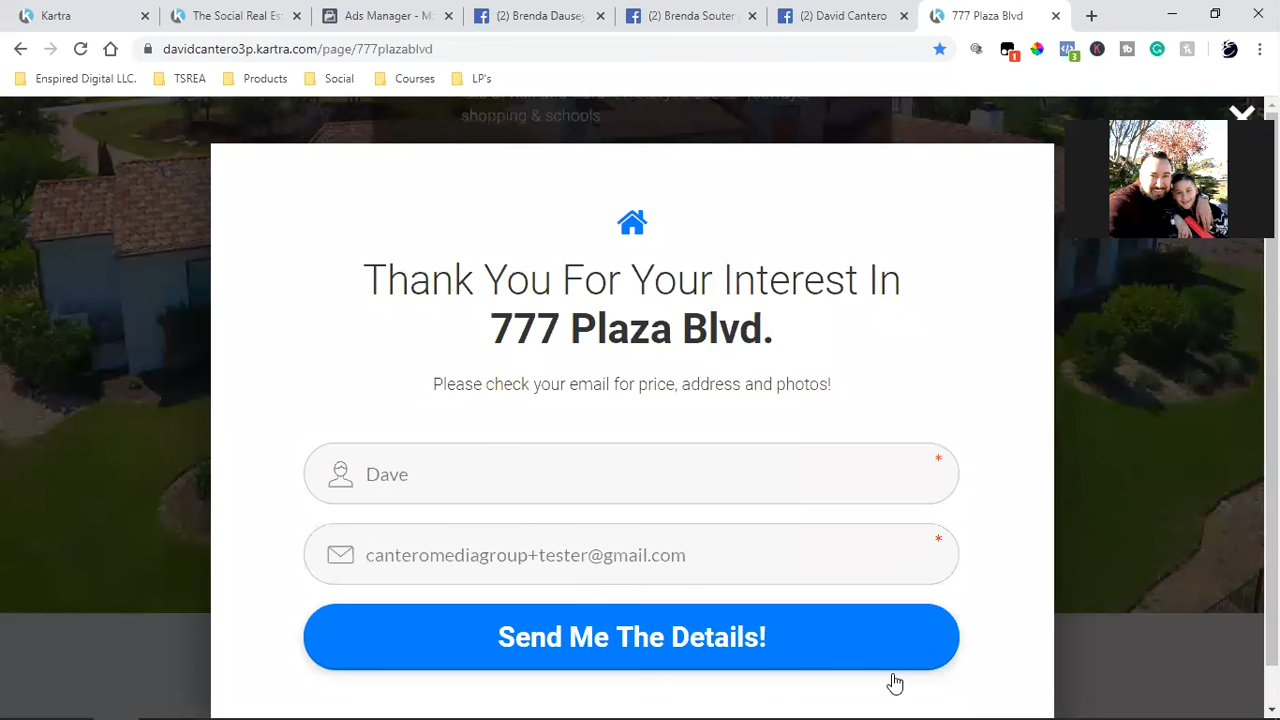 Kartra
The Social Real Es
Ads Manager - M
(2) Brenda Dausey
(2) Brenda Souter
(2) David Cantero
777 Plaza Blvd
davidcantero3p.kartra.com/page/777plazablvd
1
3
Enspired Digital LLC.
TSREA
Products
Social
Courses
LP's
shopping & schools
Thank You For Your Interest In
777 Plaza Blvd.
Please check your email for price, address and photos!
Dave
*
canteromediagroup+tester@gmail.com
*
Send Me The Details!